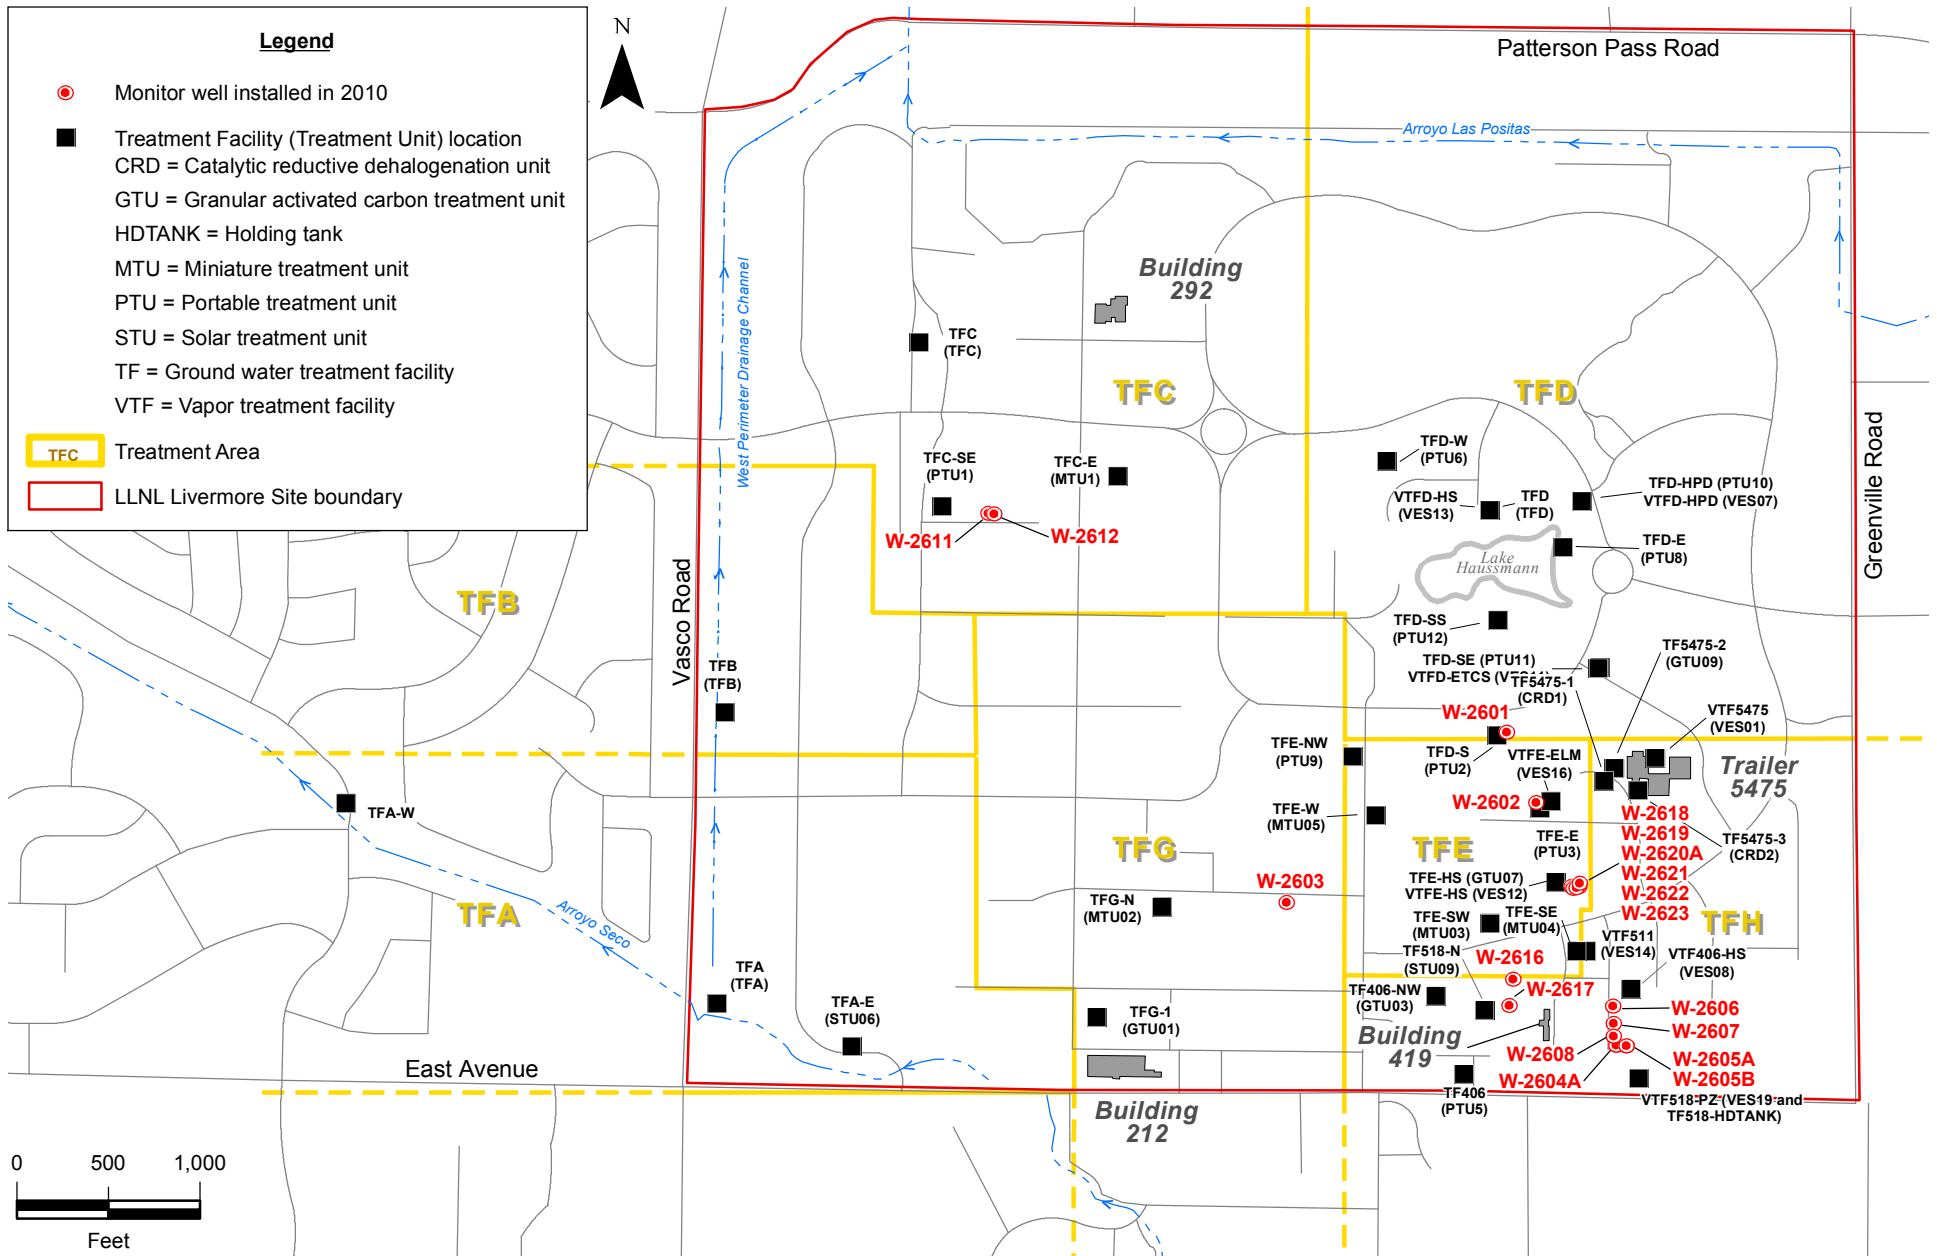 Legend
Monitor well installed in 2010
Treatment Facility (Treatment Unit) location
CRD = Catalytic reductive dehalogenation unit
GTU = Granular activated carbon treatment unit
HDTANK = Holding tank
MTU = Miniature treatment unit
PTU = Portable treatment unit
STU = Solar treatment unit
TF = Ground water treatment facility
VTF = Vapor treatment facility
TFC
Treatment Area
LLNL Livermore Site boundary
N
Patterson Pass Road
Arroyo Las Positas
West Perimeter Drainage Channel
Building
292
TFC
(TFC)
TFC
TFD
Greenville Road
TFC-SE
(PTU1)
TFC-E
(MTU1)
W-2611
W-2612
TFD-W
(PTU6)
VTFD-HS
(VES13)
TFD
(TFD)
TFD-HPD (PTU10)
VTFD-HPD (VES07)
TFD-E
(PTU8)
Lake
Haussmann
TFD-SS
(PTU12)
TFB
Vasco Road
TFB
(TFB)
TFD-SE (PTU11)
VTFD-ETCS
TF5475-1
(CRD1)
TF5475-2
(GTU09)
VTF5475
(VES01)
W-2601
TFE-NW
(PTU9)
TFD-S
(PTU2)
VTFE-ELM
(VES16)
Trailer
5475
TFA-W
TFE-W
(MTU05)
W-2602
W-2618
W-2619
W-2620A
W-2621
W-2622
W-2623
TF5475-3
(CRD2)
TFG
TFE
TFE-E
(PTU3)
W-2603
TFE-HS (GTU07)
VTFE-HS (VES12)
TFG-N
(MTU02)
TFA
Arroyo Seco
TFE-SW
(MTU03)
TFE-SE
(MTU04)
TFH
VTF511
(VES14)
TF518-N
(STU09)
W-2616
VTF406-HS
(VES08)
TFA
(TFA)
TFA-E
(STU06)
TFG-1
(GTU01)
TF406-NW
(GTU03)
W-2617
W-2606
W-2607
Building
419
W-2608
W-2605A
W-2604A
W-2605B
East Avenue
TF406
(PTU5)
VTF518-PZ (VES19 and
TF518-HDTANK)
Building
212
0 500 1,000
Feet